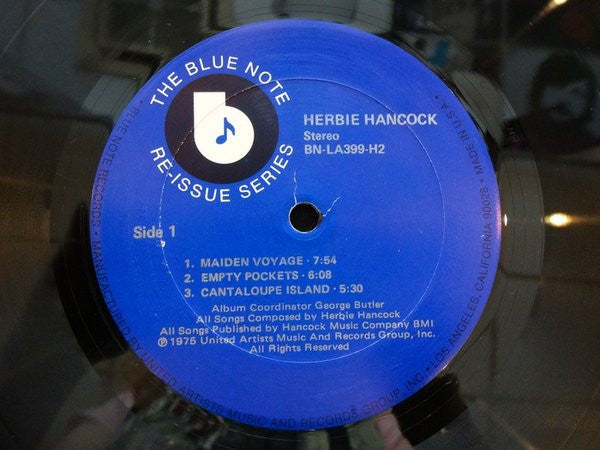 THE BLUE NOTE
RE-ISSUE SERIES
b
HERBIE HANCOCK
Stereo
BN-LA399-H2
Side 1
1. MAIDEN VOYAGE · 7:54
2. EMPTY POCKETS · 6:08
3. CANTALOUPE ISLAND · 5:30
Album Coordinator George Butler
All Songs Composed by Herbie Hancock
All Songs Published by Hancock Music Company BMI
℗ 1975 United Artists Music And Records Group, Inc.
All Rights Reserved
BLUE NOTE RECORDS · MANUFACTURED BY UNITED ARTISTS MUSIC AND RECORDS GROUP, INC. · LOS ANGELES, CALIFORNIA 90028 · MADE IN U.S.A. ·